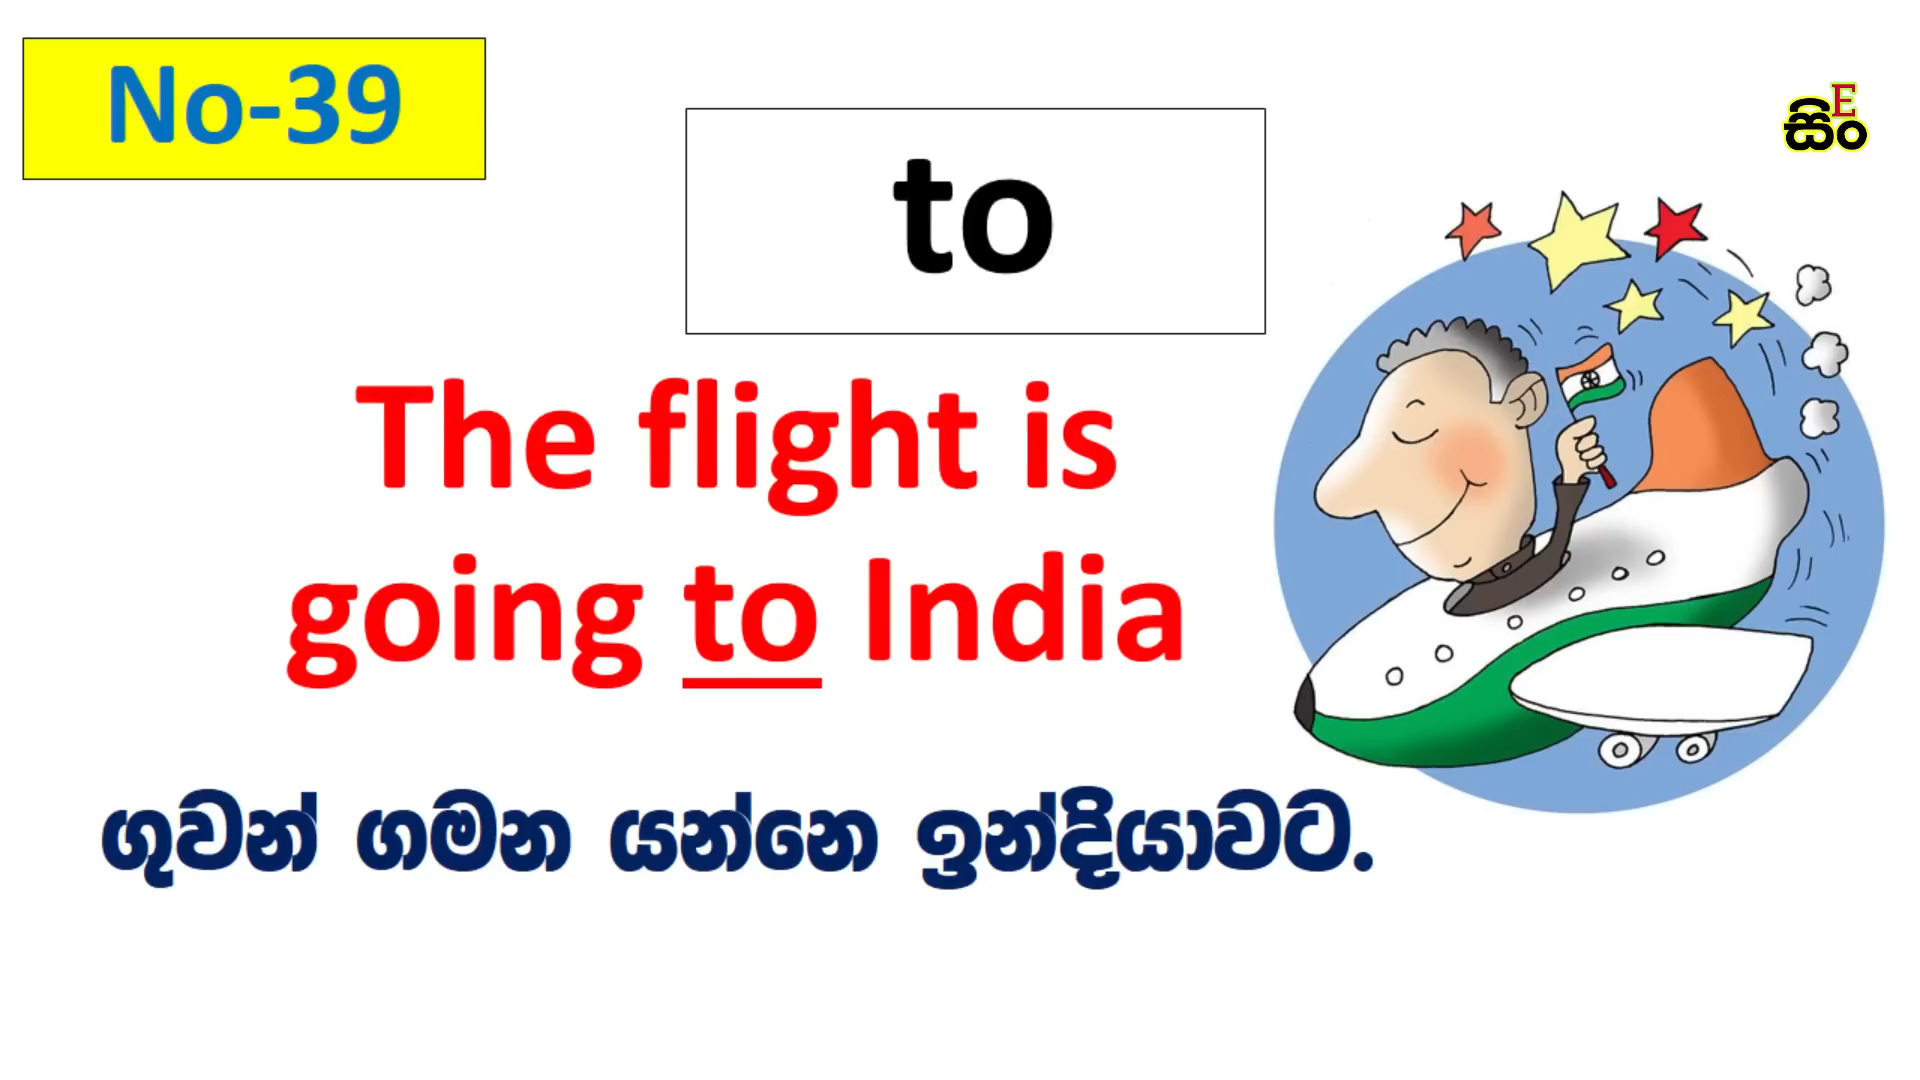 No-39
E
සිං
to
The flight is
going to India
ගුවන් ගමන යන්නෙ ඉන්දියාවට.